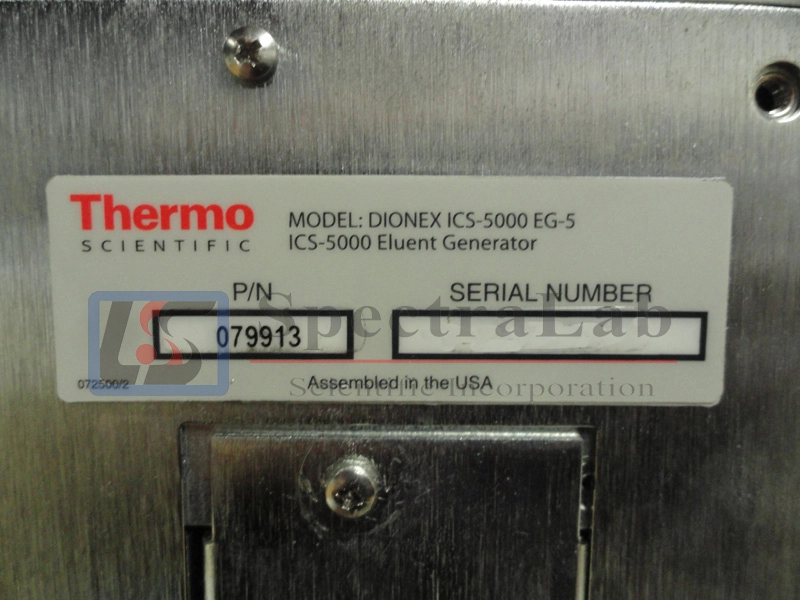 Thermo
SCIENTIFIC
MODEL: DIONEX ICS-5000 EG-5
ICS-5000 Eluent Generator
P/N
SERIAL NUMBER
079913
SpectraLab
LS
072500/2
Assembled in the USA
Scientific Incorporation